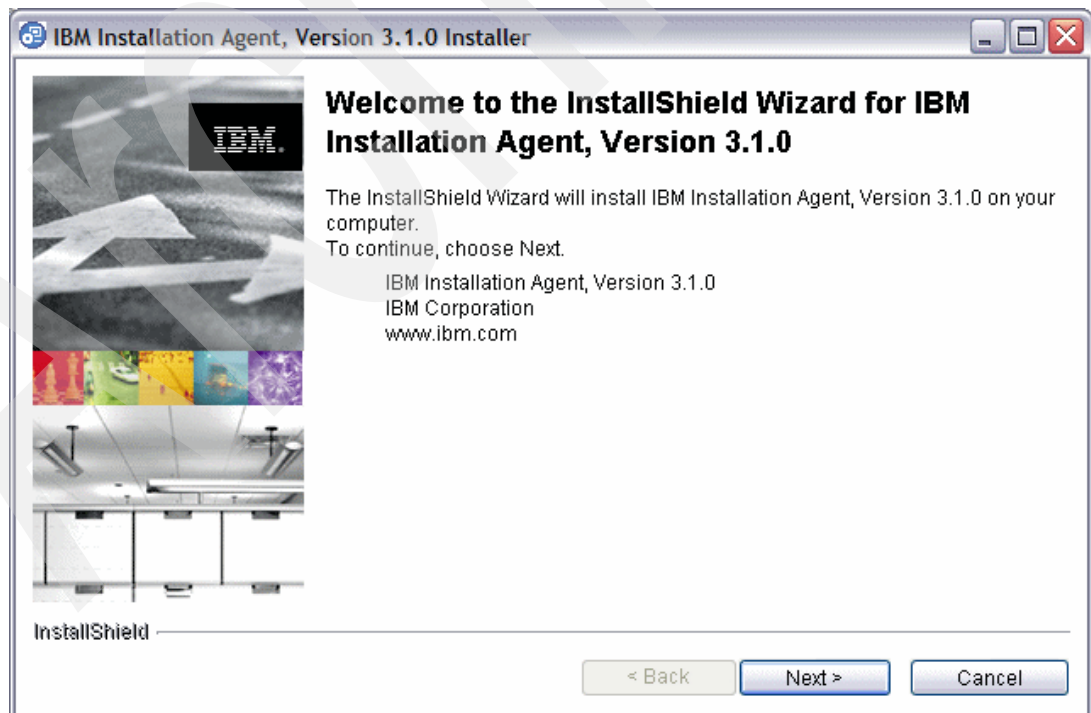 IBM Installation Agent, Version 3.1.0 Installer
IBM.
Welcome to the InstallShield Wizard for IBM
Installation Agent, Version 3.1.0
The InstallShield Wizard will install IBM Installation Agent, Version 3.1.0 on your
computer.
To continue, choose Next.
IBM Installation Agent, Version 3.1.0
IBM Corporation
www.ibm.com
InstallShield
< Back
Next >
Cancel